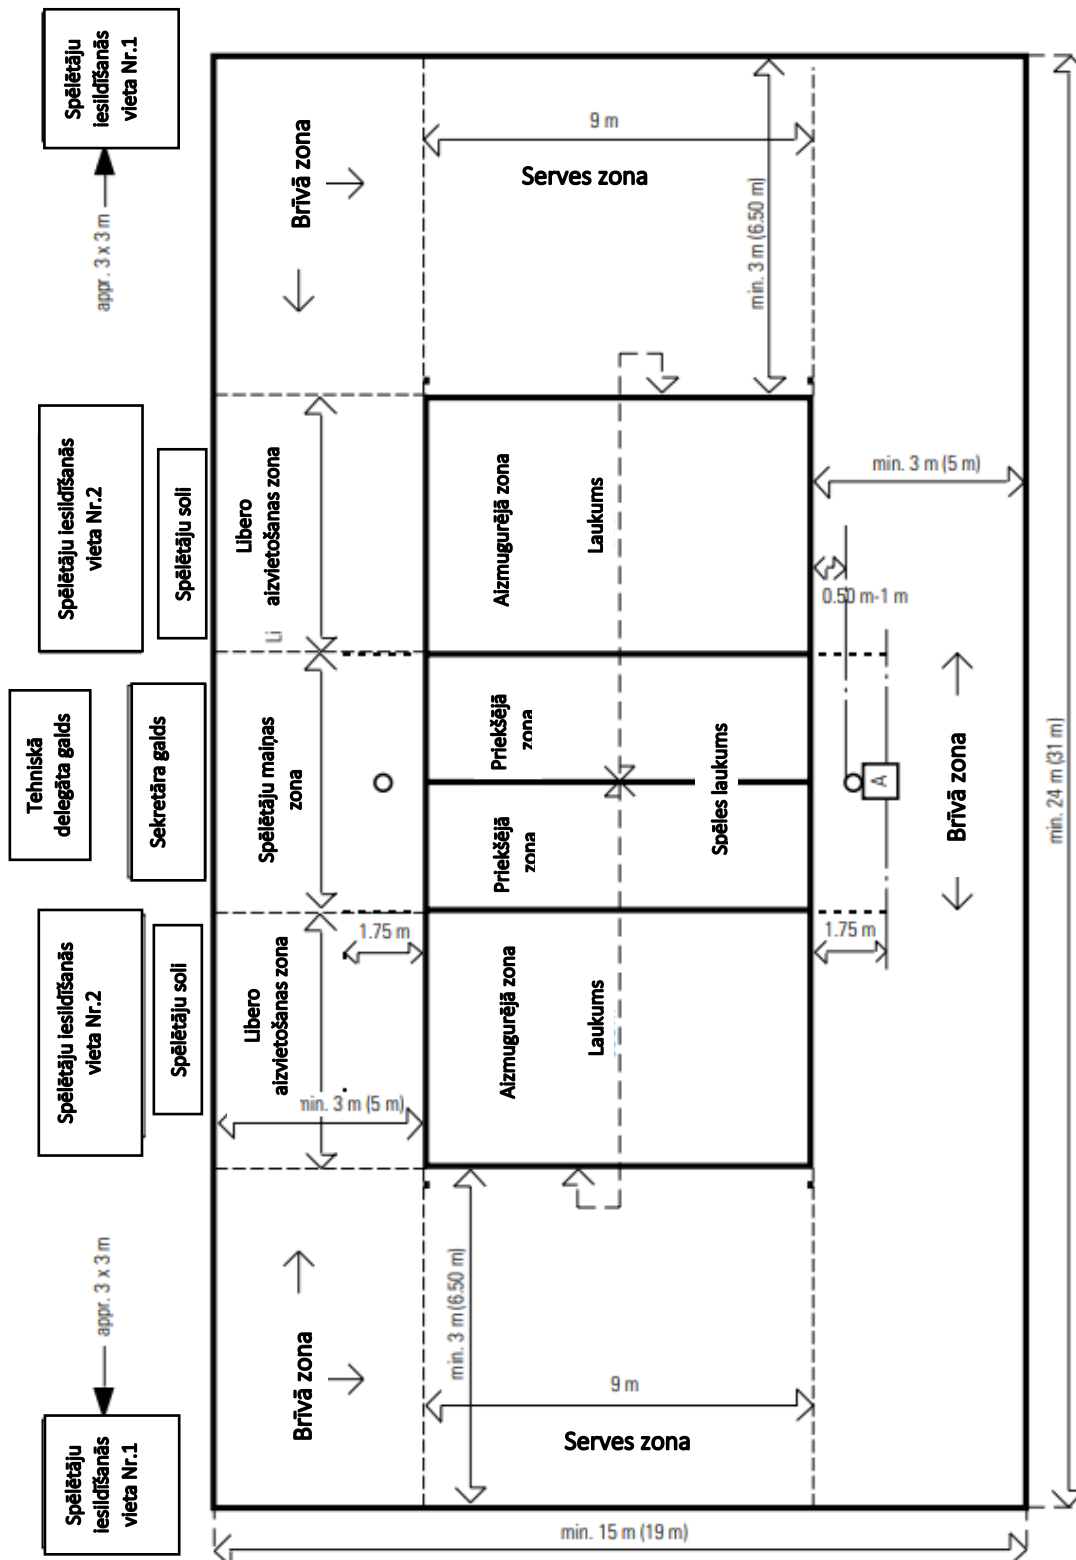 Spēlētāju
iesildīšanās
vieta Nr.1
appr. 3 x 3 m
Brīvā zona
9 m
Serves zona
min. 3 m (6.50 m)
Spēlētāju iesildīšanās
vieta Nr.2
Spēlētāju soli
Libero
aizvietošanas zona
Li
Aizmugurējā zona
Laukums
min. 3 m (5 m)
0.50 m-1 m
Tehniskā
delegāta galds
Sekretāra galds
Spēlētāju maiņas
zona
Priekšējā
zona
Priekšējā
zona
Spēles laukums
A
Brīvā zona
min. 24 m (31 m)
Spēlētāju iesildīšanās
vieta Nr.2
Spēlētāju soli
Libero
aizvietošanas zona
1.75 m
1.75 m
Aizmugurējā zona
Laukums
min. 3 m (5 m)
appr. 3 x 3 m
Brīvā zona
min. 3 m (6.50 m)
9 m
Serves zona
Spēlētāju
iesildīšanās
vieta Nr.1
min. 15 m (19 m)